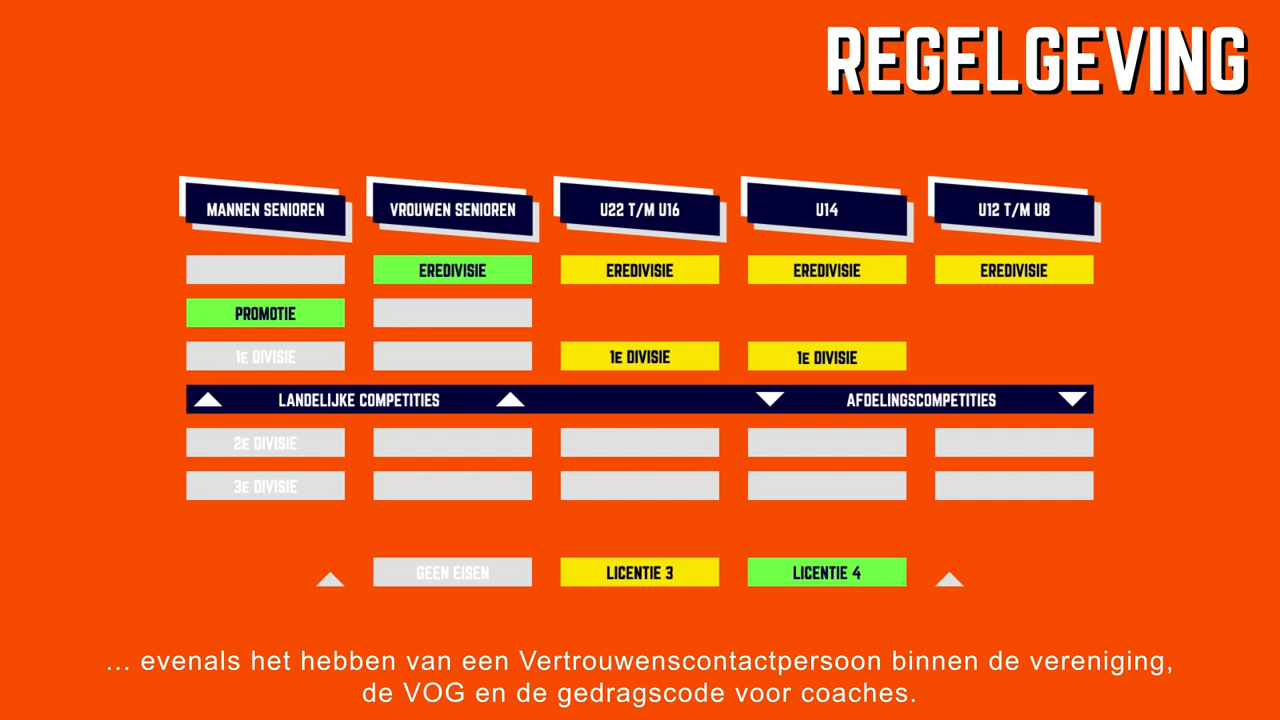 REGELGEVING
MANNEN SENIOREN VROUWEN SENIOREN U22 T/M U16 U14 U12 T/M U8
EREDIVISIE EREDIVISIE EREDIVISIE EREDIVISIE
PROMOTIE
1E DIVISIE 1E DIVISIE 1E DIVISIE
LANDELIJKE COMPETITIES AFDELINGSCOMPETITIES
2E DIVISIE
3E DIVISIE
GEEN EISEN LICENTIE 3 LICENTIE 4
... evenals het hebben van een Vertrouwenscontactpersoon binnen de vereniging,
de VOG en de gedragscode voor coaches.